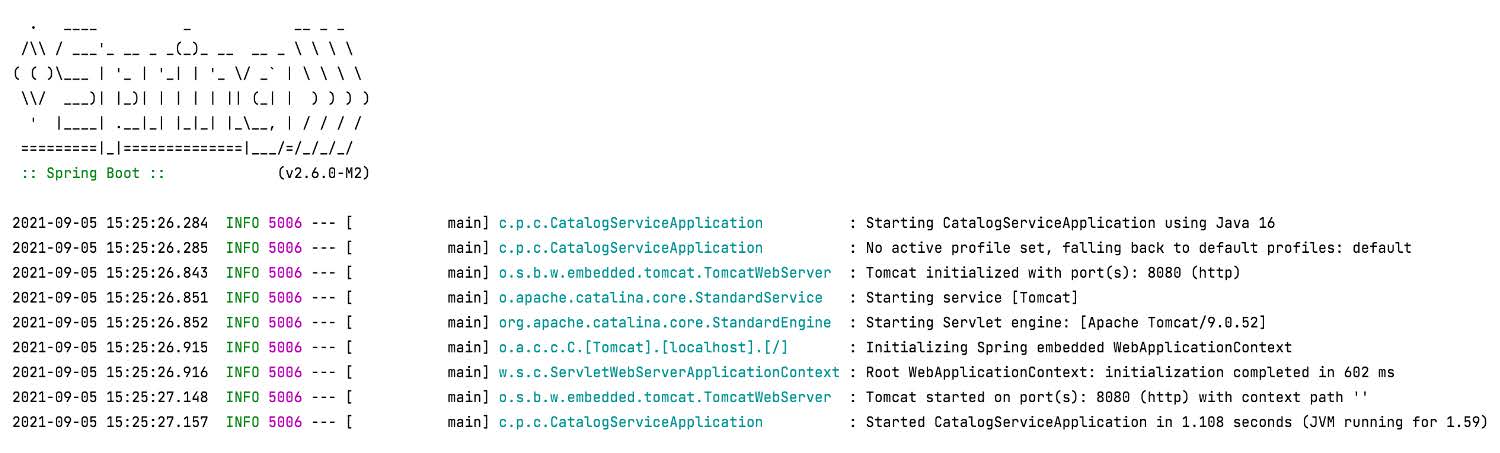 .   ____          _            __ _ _
 /\\ / ___'_ __ _ _(_)_ __  __ _ \ \ \ \
( ( )\___ | '_ | '_| | '_ \/ _` | \ \ \ \
 \\/  ___)| |_)| | | | | || (_| |  ) ) ) )
  '  |____| .__|_| |_|_| |_\__, | / / / /
 =========|_|==============|___/=/_/_/_/
 :: Spring Boot ::             (v2.6.0-M2)

2021-09-05 15:25:26.284  INFO 5006 --- [           main] c.p.c.CatalogServiceApplication          : Starting CatalogServiceApplication using Java 16
2021-09-05 15:25:26.285  INFO 5006 --- [           main] c.p.c.CatalogServiceApplication          : No active profile set, falling back to default profiles: default
2021-09-05 15:25:26.843  INFO 5006 --- [           main] o.s.b.w.embedded.tomcat.TomcatWebServer  : Tomcat initialized with port(s): 8080 (http)
2021-09-05 15:25:26.851  INFO 5006 --- [           main] o.apache.catalina.core.StandardService   : Starting service [Tomcat]
2021-09-05 15:25:26.852  INFO 5006 --- [           main] org.apache.catalina.core.StandardEngine  : Starting Servlet engine: [Apache Tomcat/9.0.52]
2021-09-05 15:25:26.915  INFO 5006 --- [           main] o.a.c.c.C.[Tomcat].[localhost].[/]       : Initializing Spring embedded WebApplicationContext
2021-09-05 15:25:26.916  INFO 5006 --- [           main] w.s.c.ServletWebServerApplicationContext : Root WebApplicationContext: initialization completed in 602 ms
2021-09-05 15:25:27.148  INFO 5006 --- [           main] o.s.b.w.embedded.tomcat.TomcatWebServer  : Tomcat started on port(s): 8080 (http) with context path ''
2021-09-05 15:25:27.157  INFO 5006 --- [           main] c.p.c.CatalogServiceApplication          : Started CatalogServiceApplication in 1.108 seconds (JVM running for 1.59)